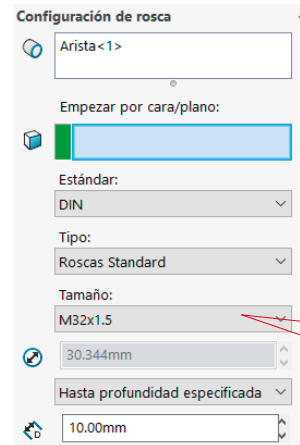 Configuración de rosca
Arista<1>
Empezar por cara/plano:
Estándar:
DIN
Tipo:
Roscas Standard
Tamaño:
M32x1.5
30.344mm
Hasta profundidad especificada
D
10.00mm